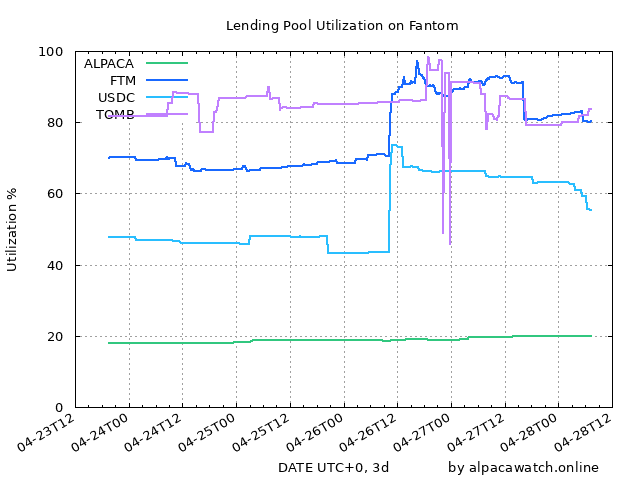 Lending Pool Utilization on Fantom
100
80
60
40
20
0
Utilization %
ALPACA
FTM
USDC
TOMB
04-23T12
04-24T00
04-24T12
04-25T00
04-25T12
04-26T00
04-26T12
04-27T00
04-27T12
04-28T00
04-28T12
DATE UTC+0, 3d
by alpacawatch.online